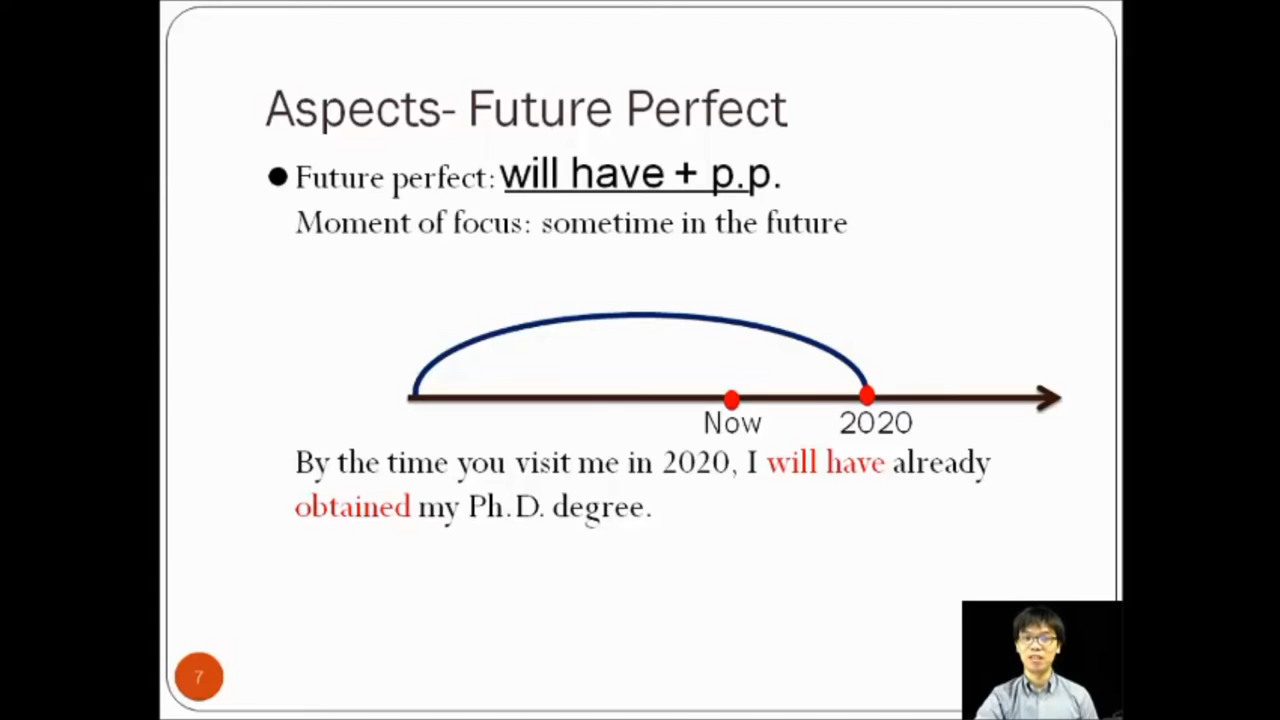 Aspects- Future Perfect
Future perfect: will have + p.p.
Moment of focus: sometime in the future
Now
2020
By the time you visit me in 2020, I will have already
obtained my Ph.D. degree.
7